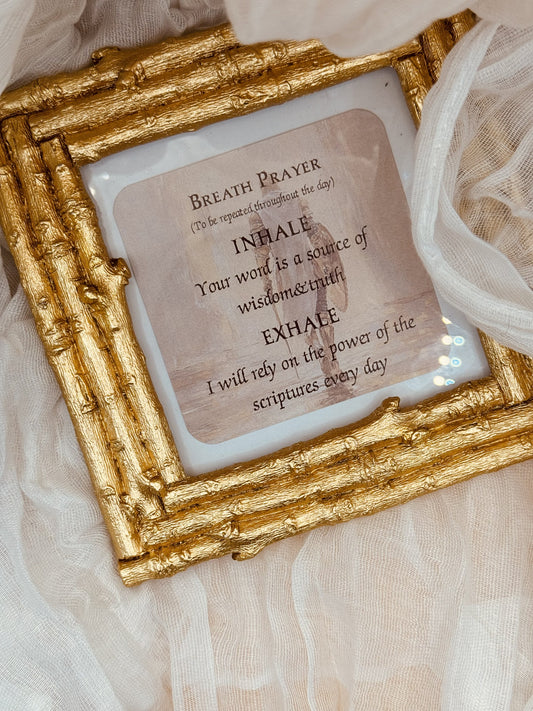 BREATH PRAYER
(To be repeated throughout the day)
INHALE
Your word is a source of
wisdom&truth
EXHALE
I will rely on the power of the
scriptures every day